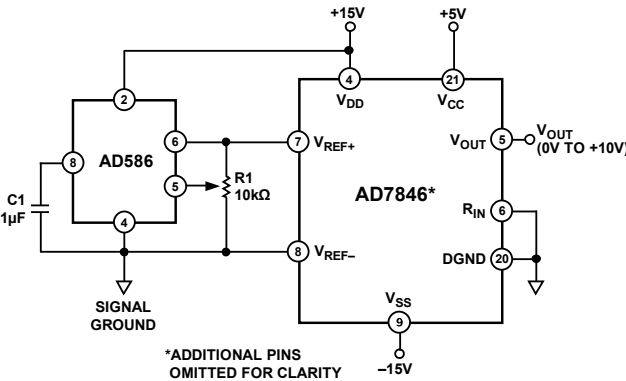 +15V
+5V
2
4
21
VDD
VCC
6
7
VREF+
VOUT
5
VOUT
(0V TO +10V)
8
AD586
C1
1µF
5
R1
10kΩ
AD7846*
RIN
6
4
8
VREF–
DGND
20
SIGNAL
GROUND
VSS
9
–15V
*ADDITIONAL PINS
OMITTED FOR CLARITY